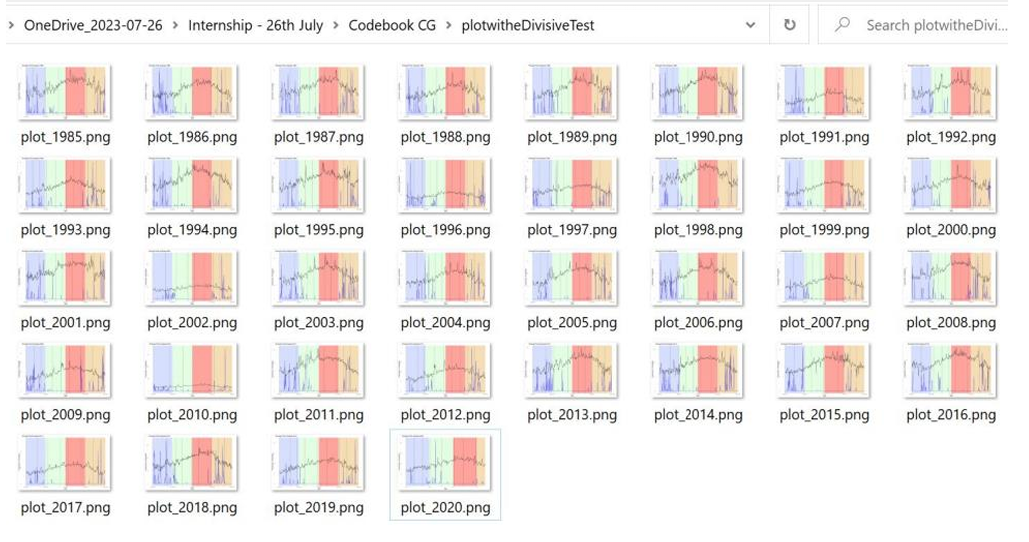 OneDrive_2023-07-26 > Internship - 26th July > Codebook CG > plotwitheDivisiveTest Search plotwitheDivi...
plot_1985.png plot_1986.png plot_1987.png plot_1988.png plot_1989.png plot_1990.png plot_1991.png plot_1992.png
plot_1993.png plot_1994.png plot_1995.png plot_1996.png plot_1997.png plot_1998.png plot_1999.png plot_2000.png
plot_2001.png plot_2002.png plot_2003.png plot_2004.png plot_2005.png plot_2006.png plot_2007.png plot_2008.png
plot_2009.png plot_2010.png plot_2011.png plot_2012.png plot_2013.png plot_2014.png plot_2015.png plot_2016.png
plot_2017.png plot_2018.png plot_2019.png plot_2020.png